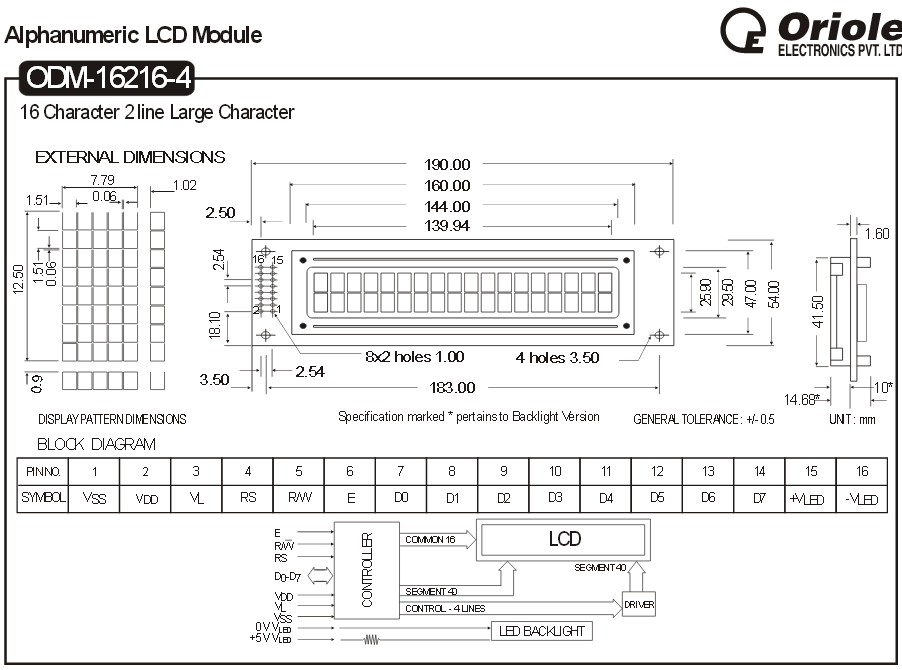 Alphanumeric LCD Module
Oriole
ELECTRONICS PVT. LTD
ODM-16216-4
16 Character 2 line Large Character
EXTERNAL DIMENSIONS
7.79
1.02
1.51
0.06
12.50
1.51
0.06
0.9
190.00
160.00
144.00
139.94
2.50
2.54
18.10
3.50
2.54
16 15
2 1
8x2 holes 1.00
4 holes 3.50
183.00
25.90
29.50
47.00
54.00
1.60
41.50
14.68*
10*
DISPLAY PATTERN DIMENSIONS
Specification marked * pertains to Backlight Version
GENERAL TOLERANCE : +/- 0.5
UNIT : mm
BLOCK DIAGRAM
PIN NO. 1 2 3 4 5 6 7 8 9 10 11 12 13 14 15 16
SYMBOL VSS VDD VL RS R/W E D0 D1 D2 D3 D4 D5 D6 D7 +VLED -VLED
E
R/W
RS
D0-D7
VDD
VL
VSS
0V VLED
+5V VLED
CONTROLLER
COMMON 16
LCD
SEGMENT 40
SEGMENT 40
CONTROL - 4 LINES
DRIVER
LED BACKLIGHT